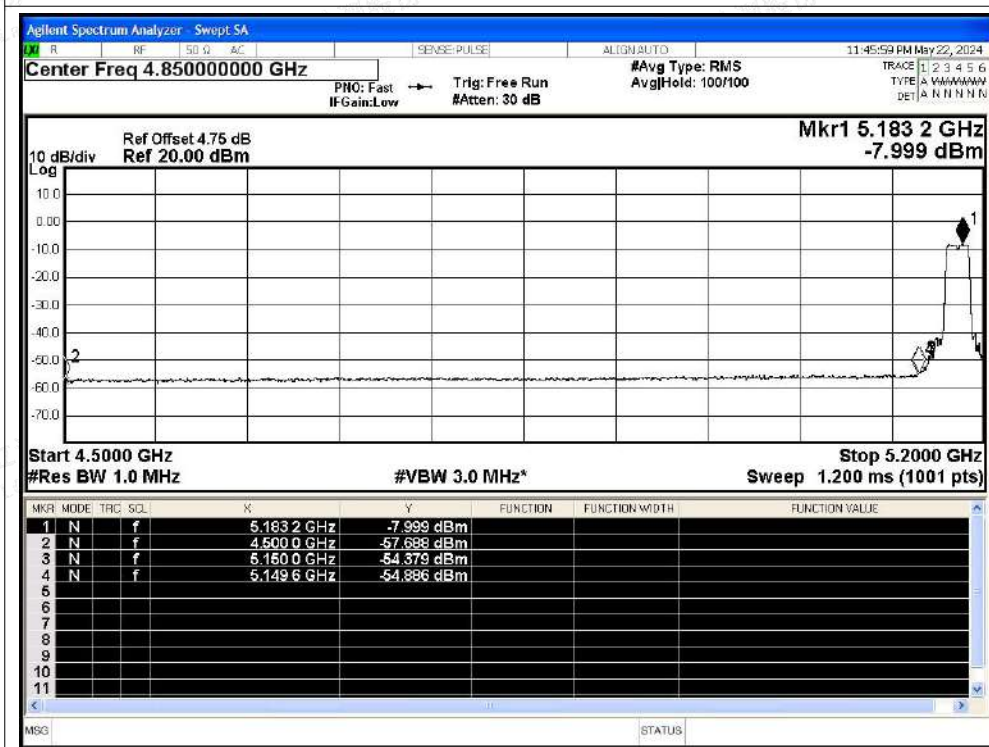 Agilent Spectrum Analyzer - Swept SA
LXI R RF 50 Ω AC SENSE:PULSE ALIGN AUTO 11:45:59 PM May 22, 2024
Center Freq 4.850000000 GHz #Avg Type: RMS TRACE 1 2 3 4 5 6
PNO: Fast Trig: Free Run Avg|Hold: 100/100 TYPE A WWWWW
IFGain:Low #Atten: 30 dB DET A N N N N N
Mkr1 5.183 2 GHz
Ref Offset 4.75 dB
10 dB/div Ref 20.00 dBm -7.999 dBm
Log
10.0
0.00
-10.0
-20.0
-30.0
-40.0
-50.0
-60.0
-70.0
1
2
Start 4.5000 GHz Stop 5.2000 GHz
#Res BW 1.0 MHz #VBW 3.0 MHz* Sweep 1.200 ms (1001 pts)
MKR MODE TRC SCL X Y FUNCTION FUNCTION WIDTH FUNCTION VALUE
1 N f 5.183 2 GHz -7.999 dBm
2 N f 4.500 0 GHz -57.688 dBm
3 N f 5.150 0 GHz -54.379 dBm
4 N f 5.149 6 GHz -54.886 dBm
5
6
7
8
9
10
11
MSG STATUS